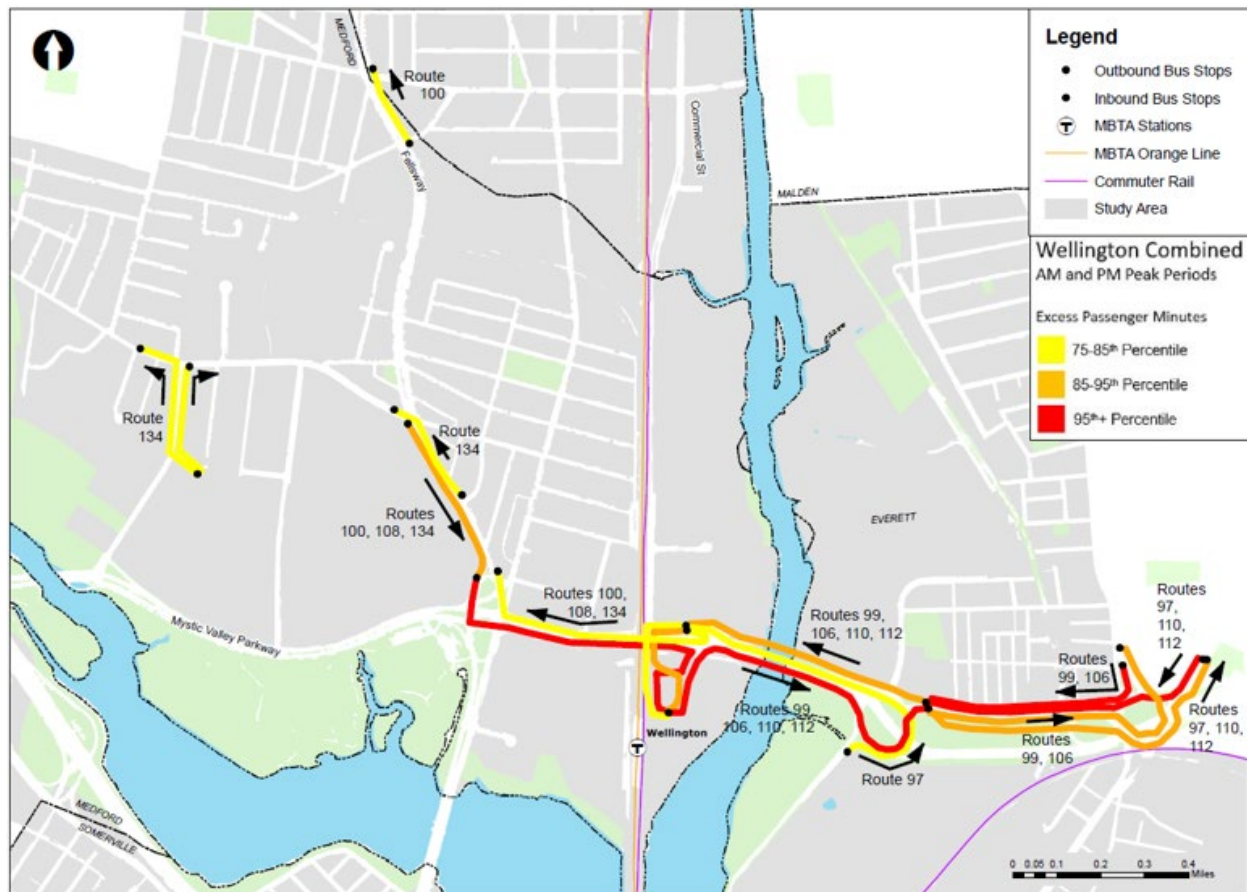 MEDFORD
Route
100
Fellsway
Commercial St
MALDEN
Legend
Outbound Bus Stops
Inbound Bus Stops
T
MBTA Stations
MBTA Orange Line
Commuter Rail
Study Area
Wellington Combined
AM and PM Peak Periods
Excess Passenger Minutes
75-85th Percentile
85-95th Percentile
95th+ Percentile
Route
134
Route
134
Routes
100, 108, 134
EVERETT
Routes 100,
108, 134
Mystic Valley Parkway
Routes 99,
106, 110, 112
Routes
97,
110,
112
Routes
99, 106
Routes 99,
106, 110, 112
Wellington
T
Routes
99, 106
Routes
97, 110,
112
Route 97
MEDFORD
SOMERVILLE
0 0.05 0.1 0.2 0.3 0.4
Miles